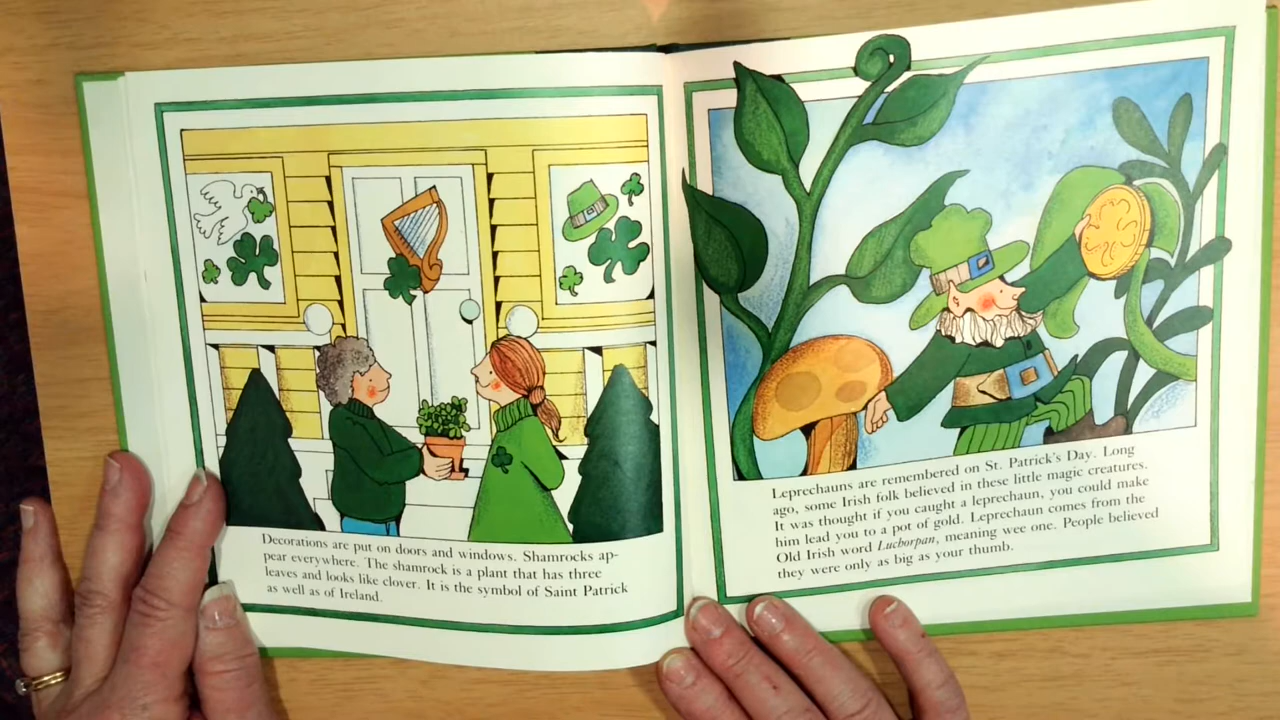 Decorations are put on doors and windows. Shamrocks ap-
pear everywhere. The shamrock is a plant that has three
leaves and looks like clover. It is the symbol of Saint Patrick
as well as of Ireland.
Leprechauns are remembered on St. Patrick's Day. Long
ago, some Irish folk believed in these little magic creatures.
It was thought if you caught a leprechaun, you could make
him lead you to a pot of gold. Leprechaun comes from the
Old Irish word Luchorpan, meaning wee one. People believed
they were only as big as your thumb.